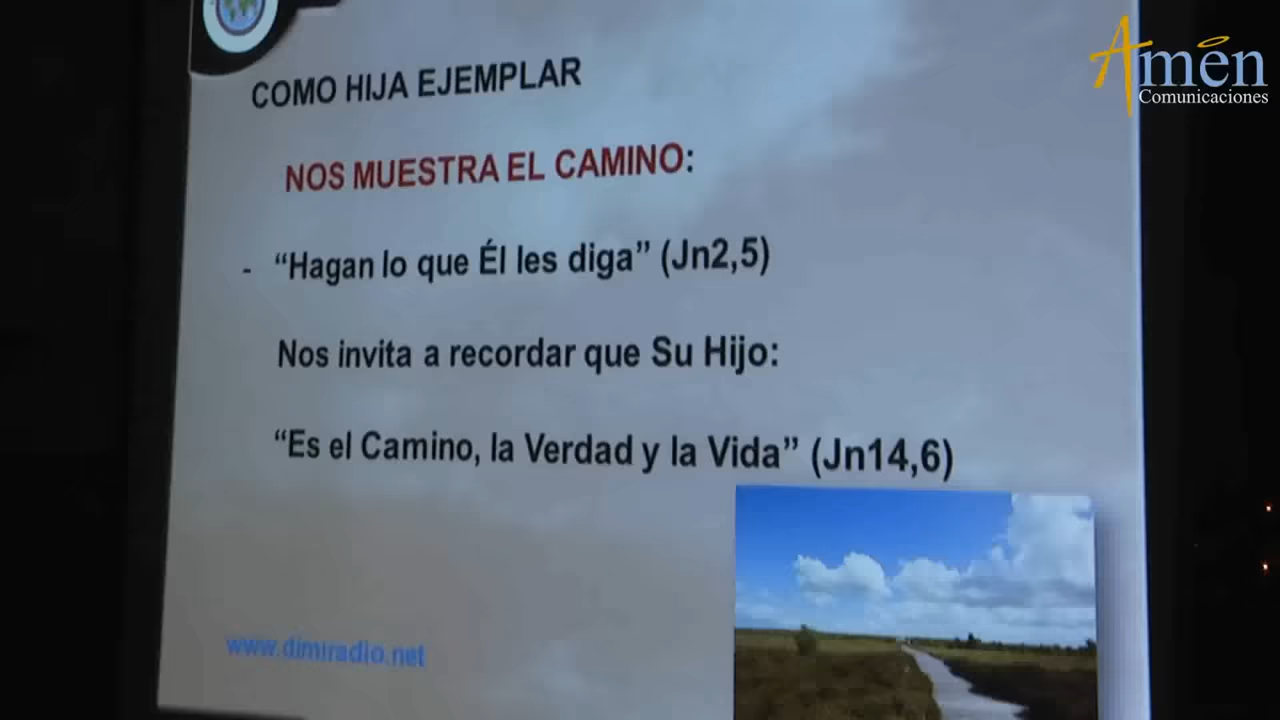 Amén
Comunicaciones
COMO HIJA EJEMPLAR
NOS MUESTRA EL CAMINO:
- “Hagan lo que Él les diga” (Jn2,5)
Nos invita a recordar que Su Hijo:
“Es el Camino, la Verdad y la Vida” (Jn14,6)
www.dimiradio.net